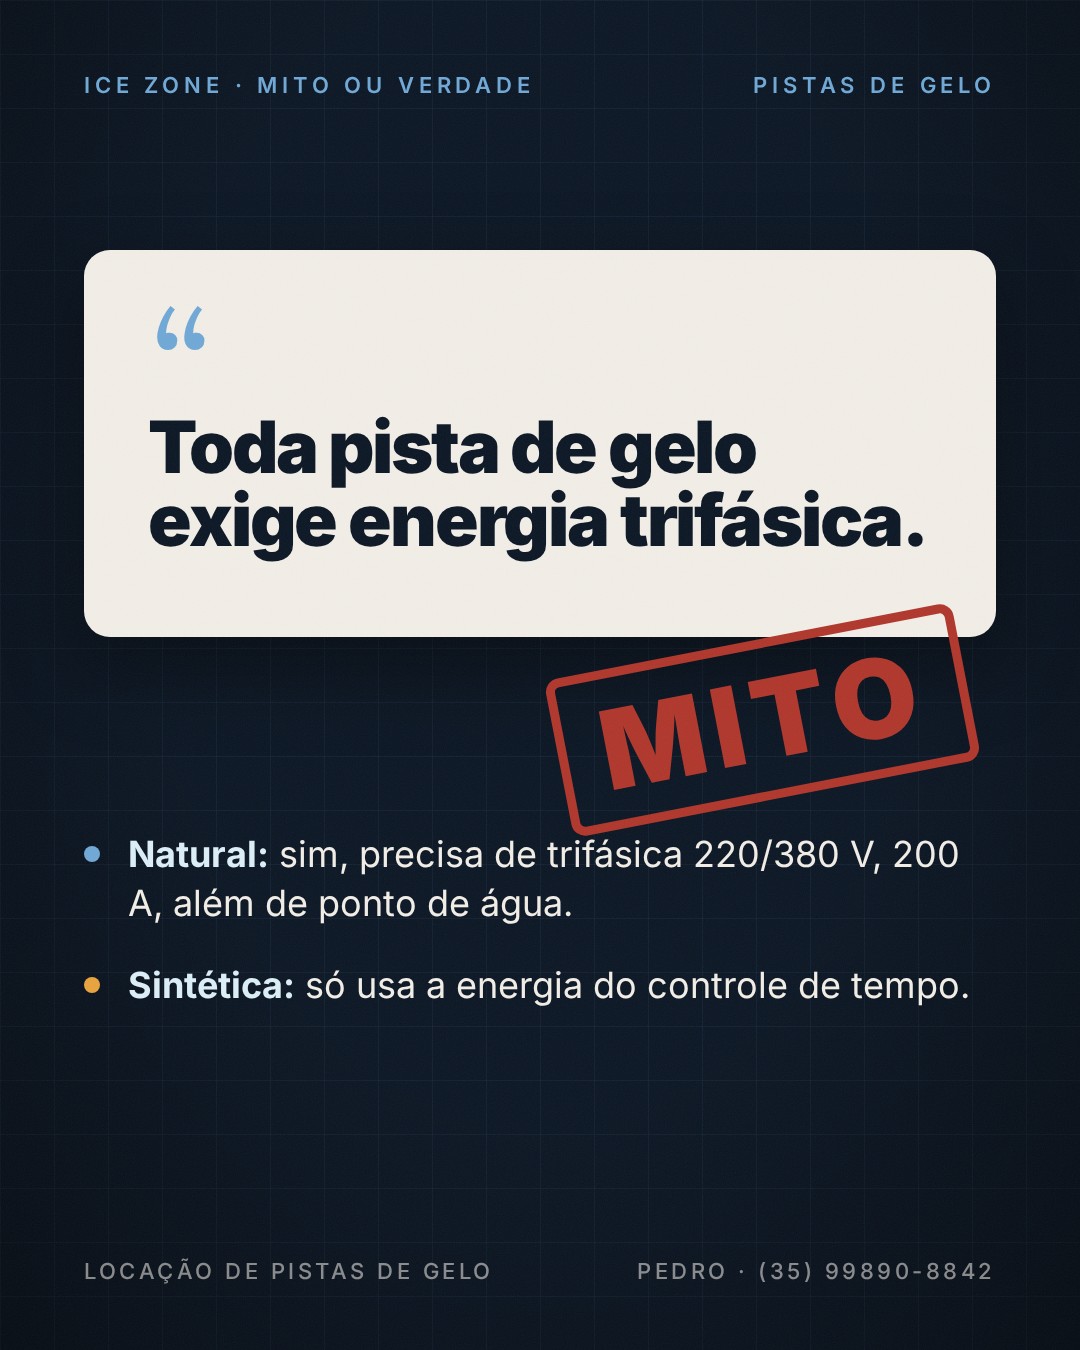 ICE ZONE · MITO OU VERDADE
PISTAS DE GELO
“
Toda pista de gelo
exige energia trifásica.
MITO
Natural: sim, precisa de trifásica 220/380 V, 200
A, além de ponto de água.
Sintética: só usa a energia do controle de tempo.
LOCAÇÃO DE PISTAS DE GELO
PEDRO · (35) 99890-8842